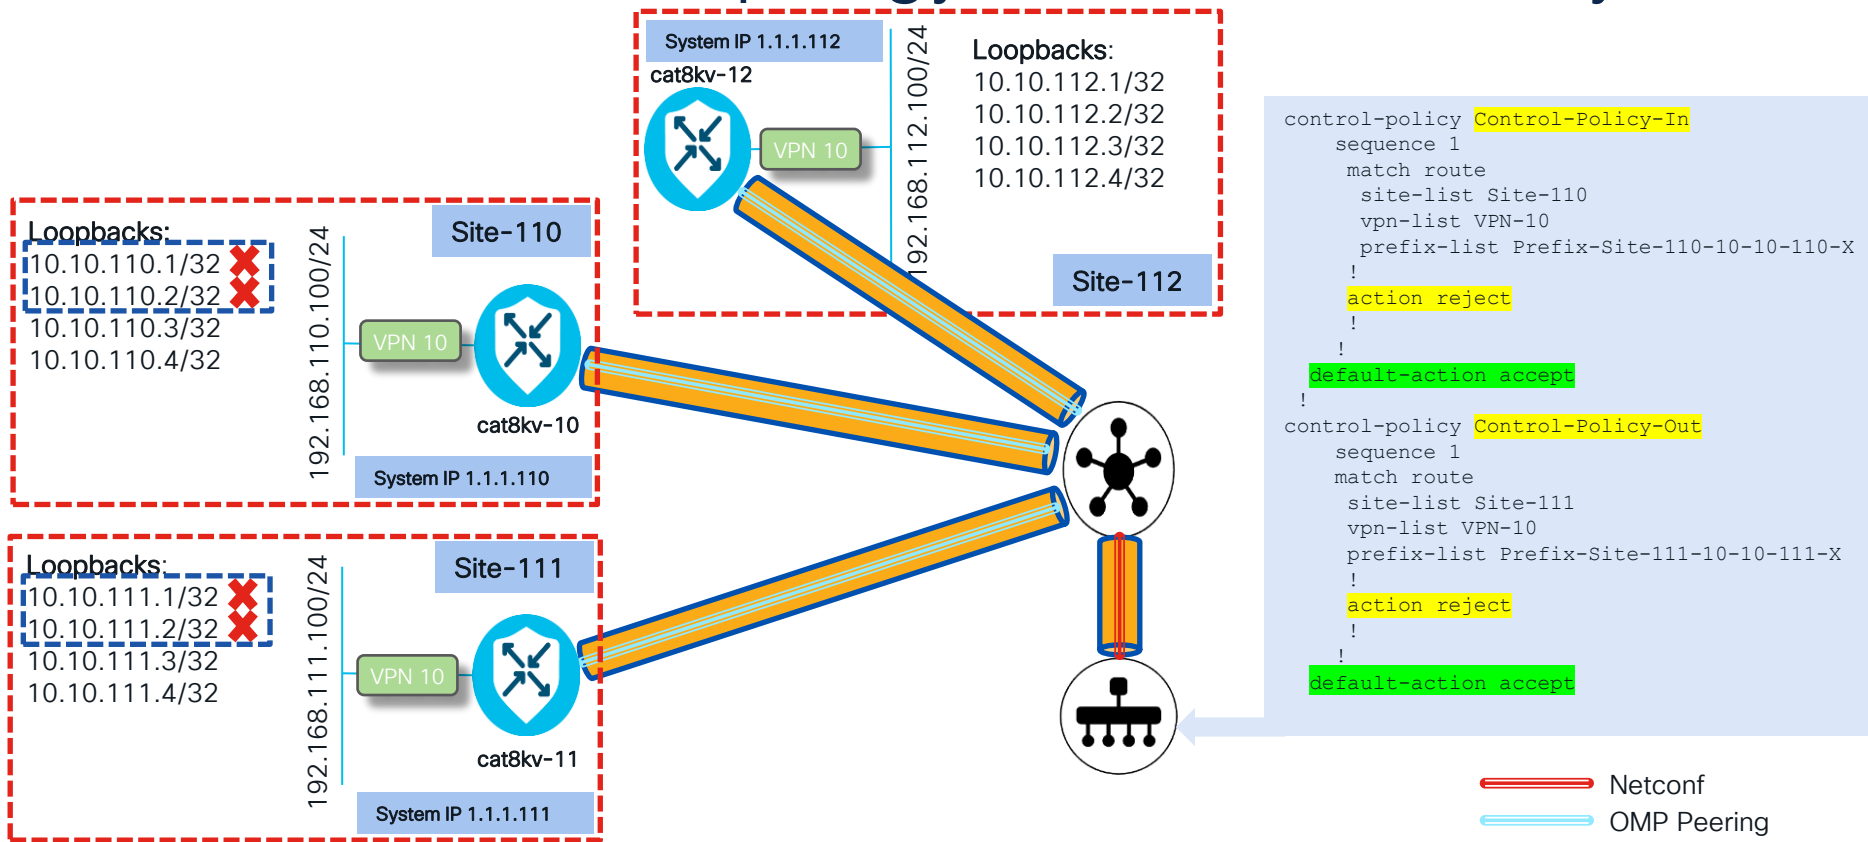 System IP 1.1.1.112
cat8kv-12
VPN 10
192.168.112.100/24
Loopbacks:
10.10.112.1/32
10.10.112.2/32
10.10.112.3/32
10.10.112.4/32
Site-112
Loopbacks:
10.10.110.1/32
10.10.110.2/32
10.10.110.3/32
10.10.110.4/32
192.168.110.100/24
Site-110
VPN 10
cat8kv-10
System IP 1.1.1.110
Loopbacks:
10.10.111.1/32
10.10.111.2/32
10.10.111.3/32
10.10.111.4/32
192.168.111.100/24
Site-111
VPN 10
cat8kv-11
System IP 1.1.1.111
control-policy Control-Policy-In
sequence 1
match route
site-list Site-110
vpn-list VPN-10
prefix-list Prefix-Site-110-10-10-110-X
!
action reject
!
!
default-action accept
!
control-policy Control-Policy-Out
sequence 1
match route
site-list Site-111
vpn-list VPN-10
prefix-list Prefix-Site-111-10-10-111-X
!
action reject
!
!
default-action accept
Netconf
OMP Peering